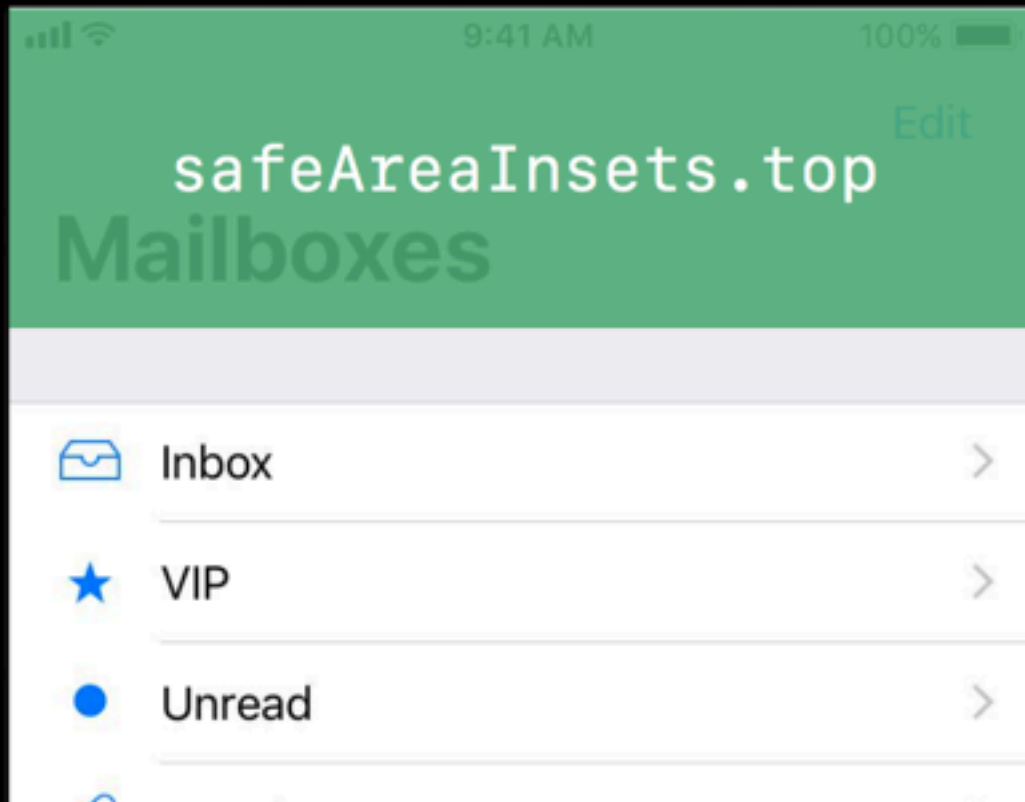 9:41 AM 100%
Edit
safeAreaInsets.top
Mailboxes
Inbox
VIP
Unread